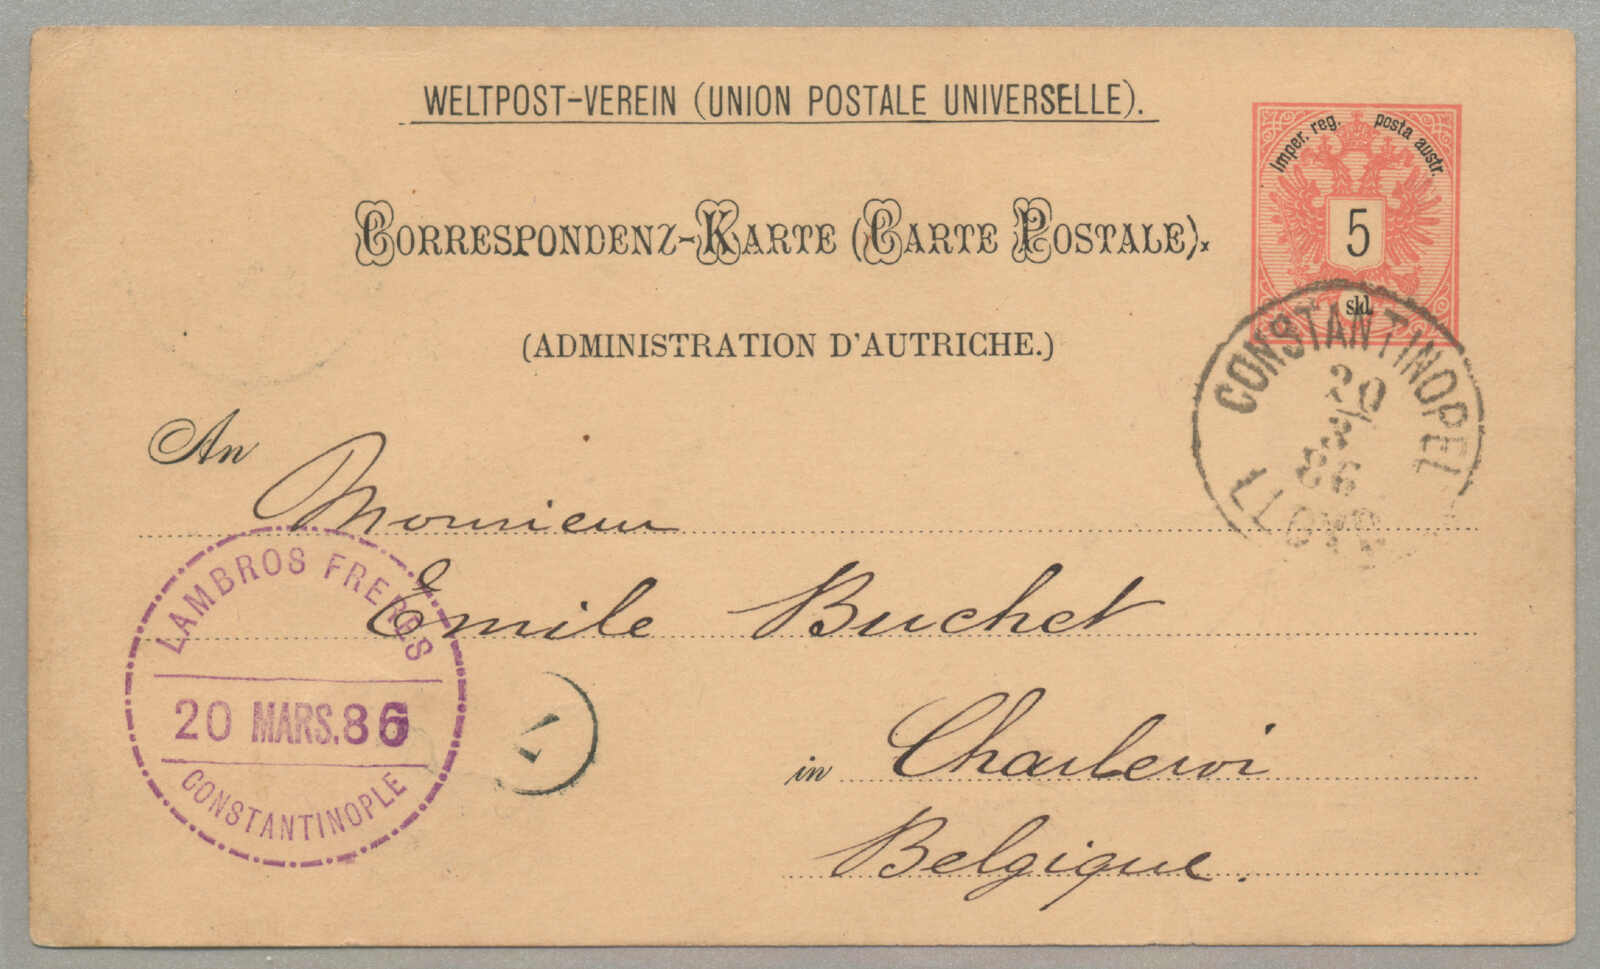 WELTPOST-VEREIN (UNION POSTALE UNIVERSELLE).
Imper. reg. posta austr.
5
sld.
CORRESPONDENZ-KARTE (CARTE POSTALE).
(ADMINISTRATION D'AUTRICHE.)
CONSTANTINOPEL
20
3
86
LLOYD
An Monsieur
Emile Buchet
in Charleroi
Belgique.
LAMBROS FRERES
20 MARS. 86
CONSTANTINOPLE